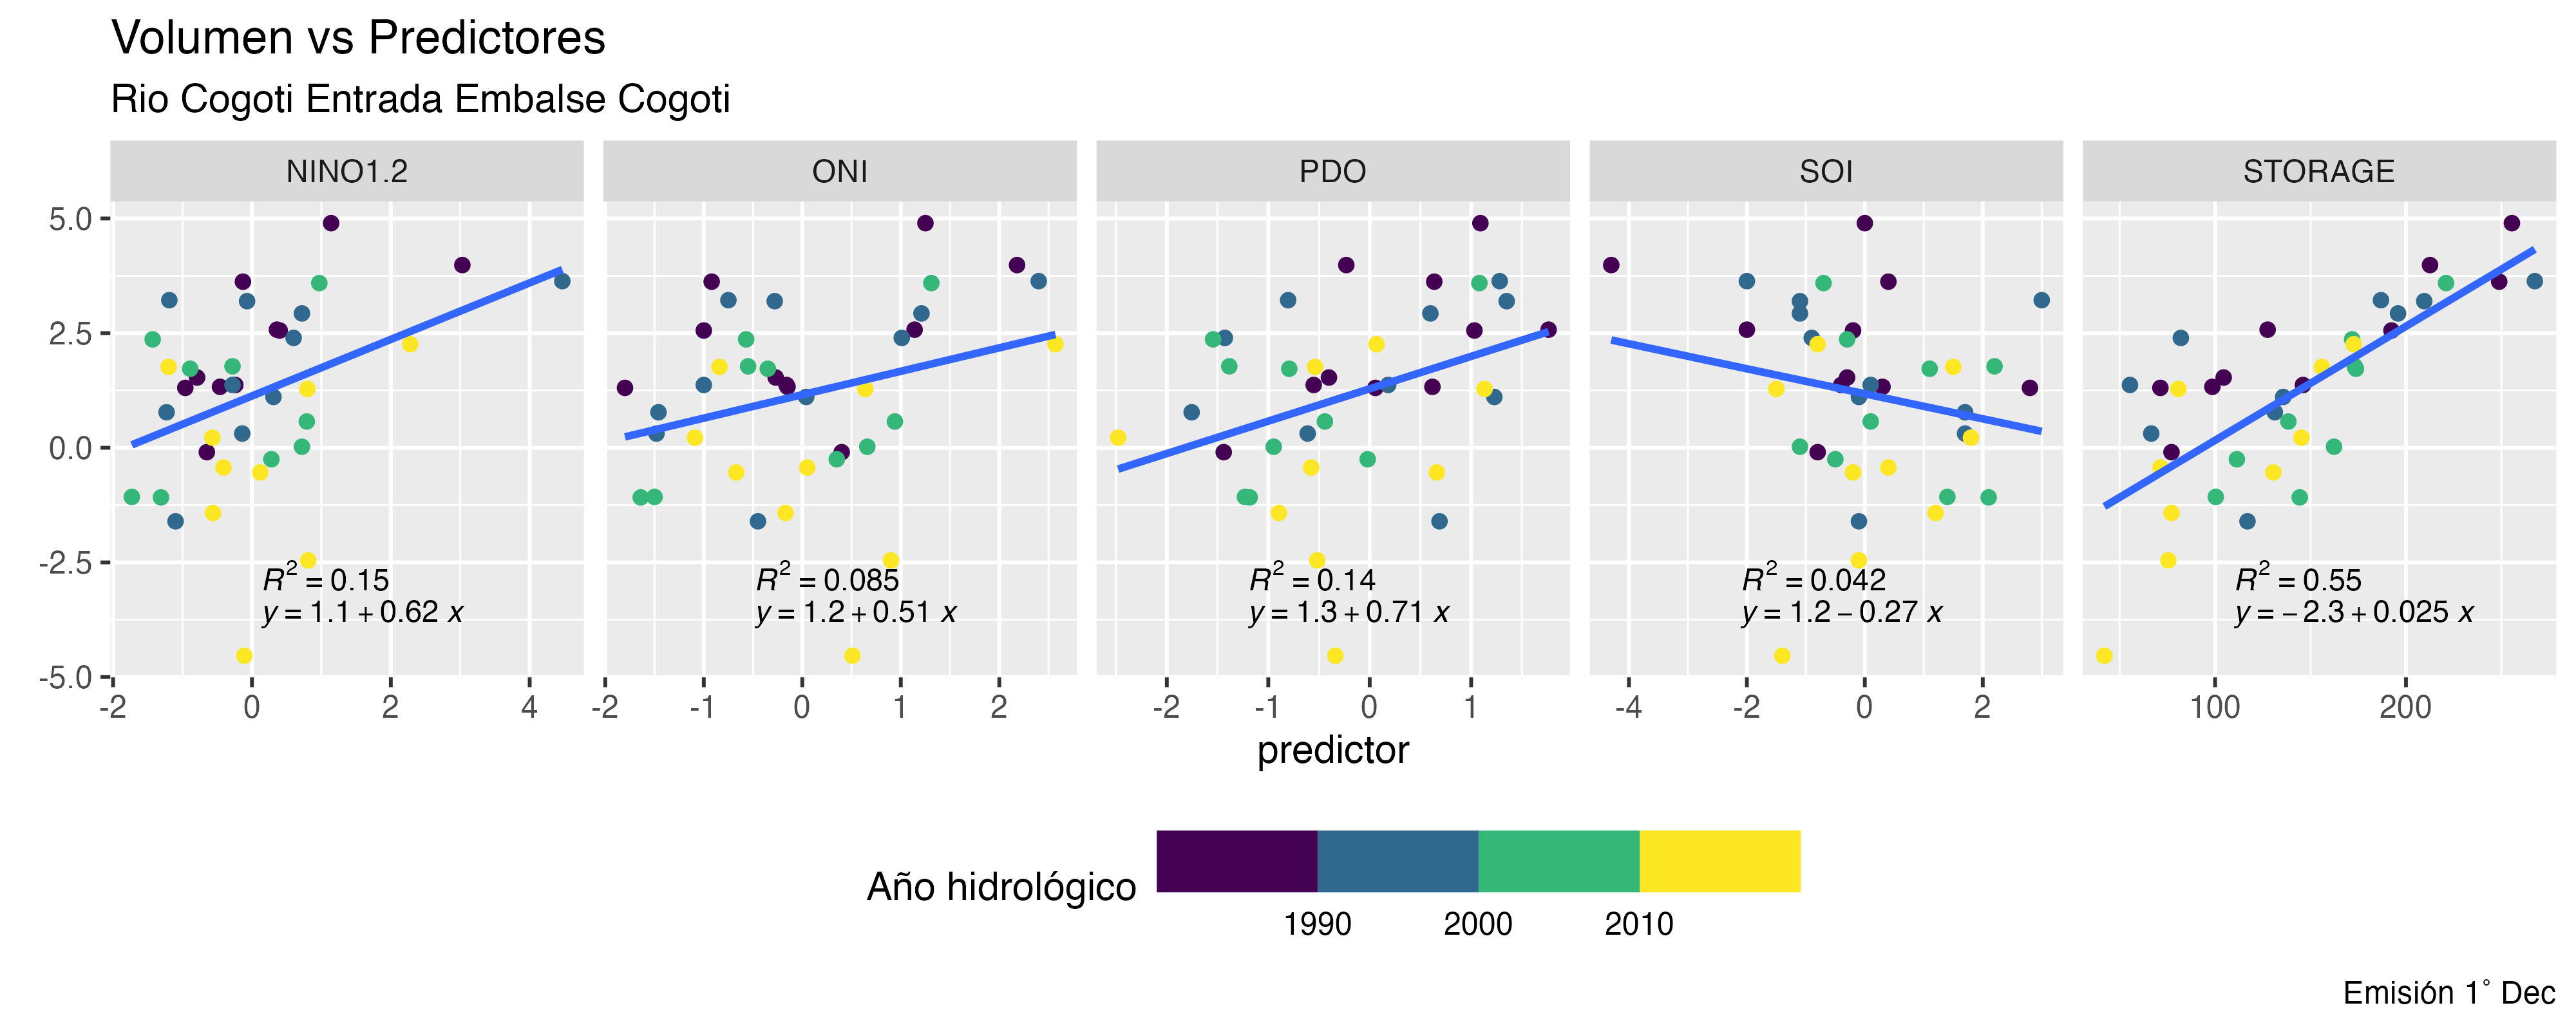 Volumen vs Predictores
Rio Cogoti Entrada Embalse Cogoti
NINO1.2 ONI PDO SOI STORAGE
5.0
2.5
0.0
-2.5
-5.0
R² = 0.15
y = 1.1 + 0.62 x
R² = 0.085
y = 1.2 + 0.51 x
R² = 0.14
y = 1.3 + 0.71 x
R² = 0.042
y = 1.2 − 0.27 x
R² = 0.55
y = − 2.3 + 0.025 x
-2 0 2 4 -2 -1 0 1 2 -2 -1 0 1 -4 -2 0 2 100 200
predictor
Año hidrológico
1990 2000 2010
Emisión 1° Dec